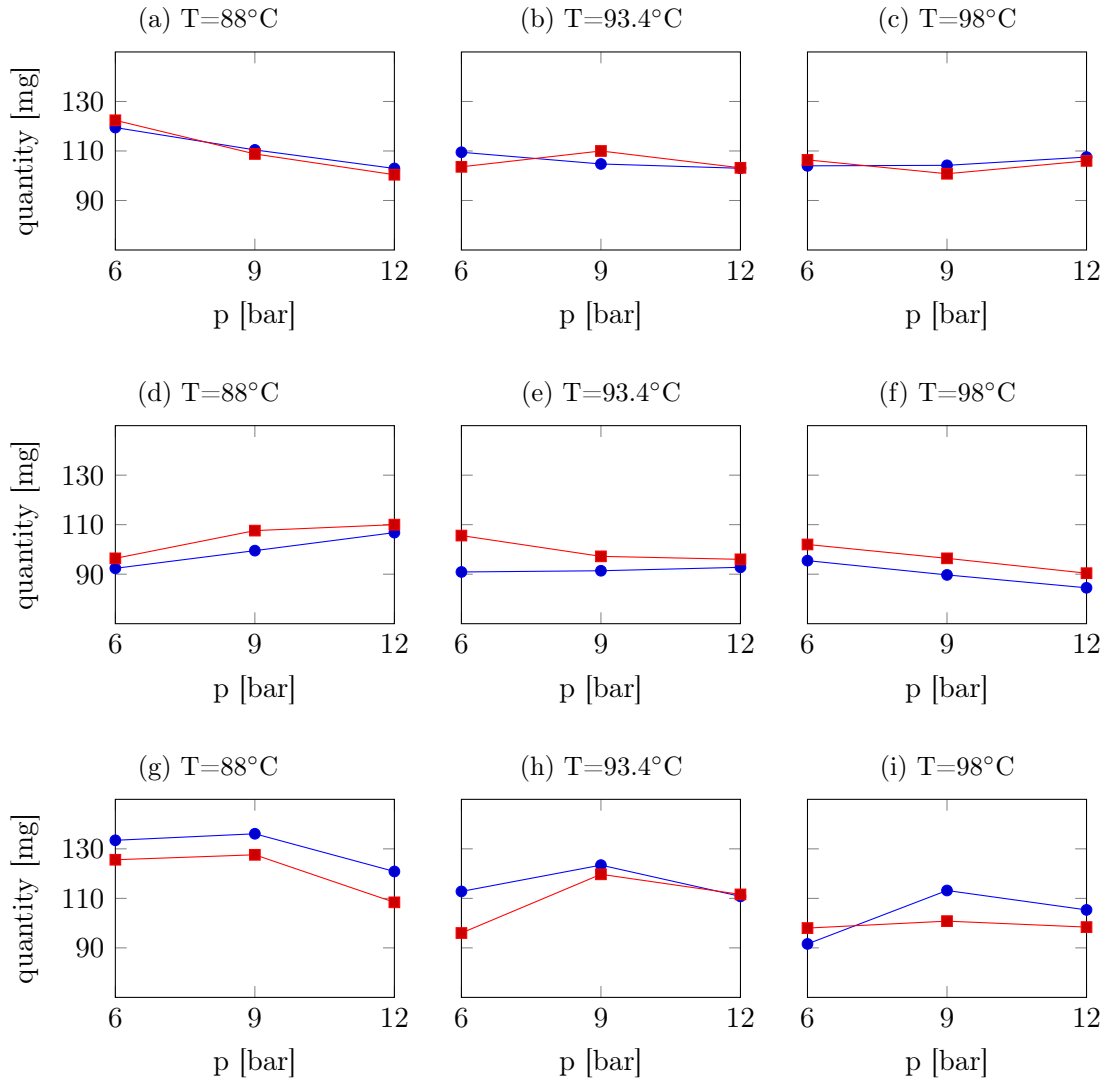 (a) T=88°C
(b) T=93.4°C
(c) T=98°C
quantity [mg]
130
110
90
6 9 12
6 9 12
6 9 12
p [bar]
p [bar]
p [bar]
(d) T=88°C
(e) T=93.4°C
(f) T=98°C
quantity [mg]
130
110
90
6 9 12
6 9 12
6 9 12
p [bar]
p [bar]
p [bar]
(g) T=88°C
(h) T=93.4°C
(i) T=98°C
quantity [mg]
130
110
90
6 9 12
6 9 12
6 9 12
p [bar]
p [bar]
p [bar]